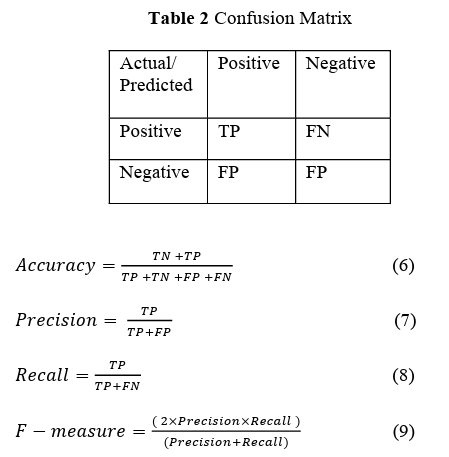 Table 2 Confusion Matrix
Actual/ Positive Negative
Predicted
Positive TP FN
Negative FP FP
Accuracy = (TN + TP) / (TP + TN + FP + FN) (6)
Precision = TP / (TP+FP) (7)
Recall = TP / (TP+FN) (8)
F − measure = (2×Precision×Recall) / (Precision+Recall) (9)